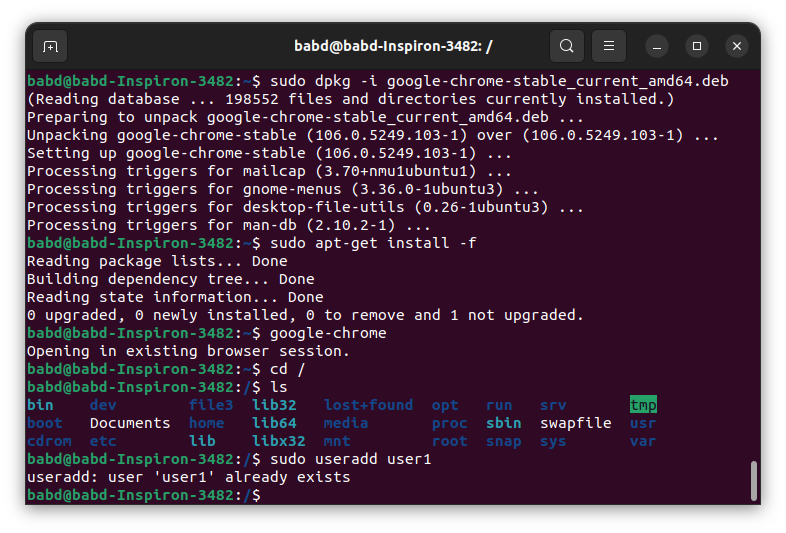 babd@babd-Inspiron-3482: /
babd@babd-Inspiron-3482:~$ sudo dpkg -i google-chrome-stable_current_amd64.deb
(Reading database ... 198552 files and directories currently installed.)
Preparing to unpack google-chrome-stable_current_amd64.deb ...
Unpacking google-chrome-stable (106.0.5249.103-1) over (106.0.5249.103-1) ...
Setting up google-chrome-stable (106.0.5249.103-1) ...
Processing triggers for mailcap (3.70+nmu1ubuntu1) ...
Processing triggers for gnome-menus (3.36.0-1ubuntu3) ...
Processing triggers for desktop-file-utils (0.26-1ubuntu3) ...
Processing triggers for man-db (2.10.2-1) ...
babd@babd-Inspiron-3482:~$ sudo apt-get install -f
Reading package lists... Done
Building dependency tree... Done
Reading state information... Done
0 upgraded, 0 newly installed, 0 to remove and 1 not upgraded.
babd@babd-Inspiron-3482:~$ google-chrome
Opening in existing browser session.
babd@babd-Inspiron-3482:~$ cd /
babd@babd-Inspiron-3482:/$ ls
bin    dev        file3  lib32   lost+found  opt   run   srv       tmp
boot   Documents  home   lib64   media       proc  sbin  swapfile  usr
cdrom  etc        lib    libx32  mnt         root  snap  sys       var
babd@babd-Inspiron-3482:/$ sudo useradd user1
useradd: user 'user1' already exists
babd@babd-Inspiron-3482:/$